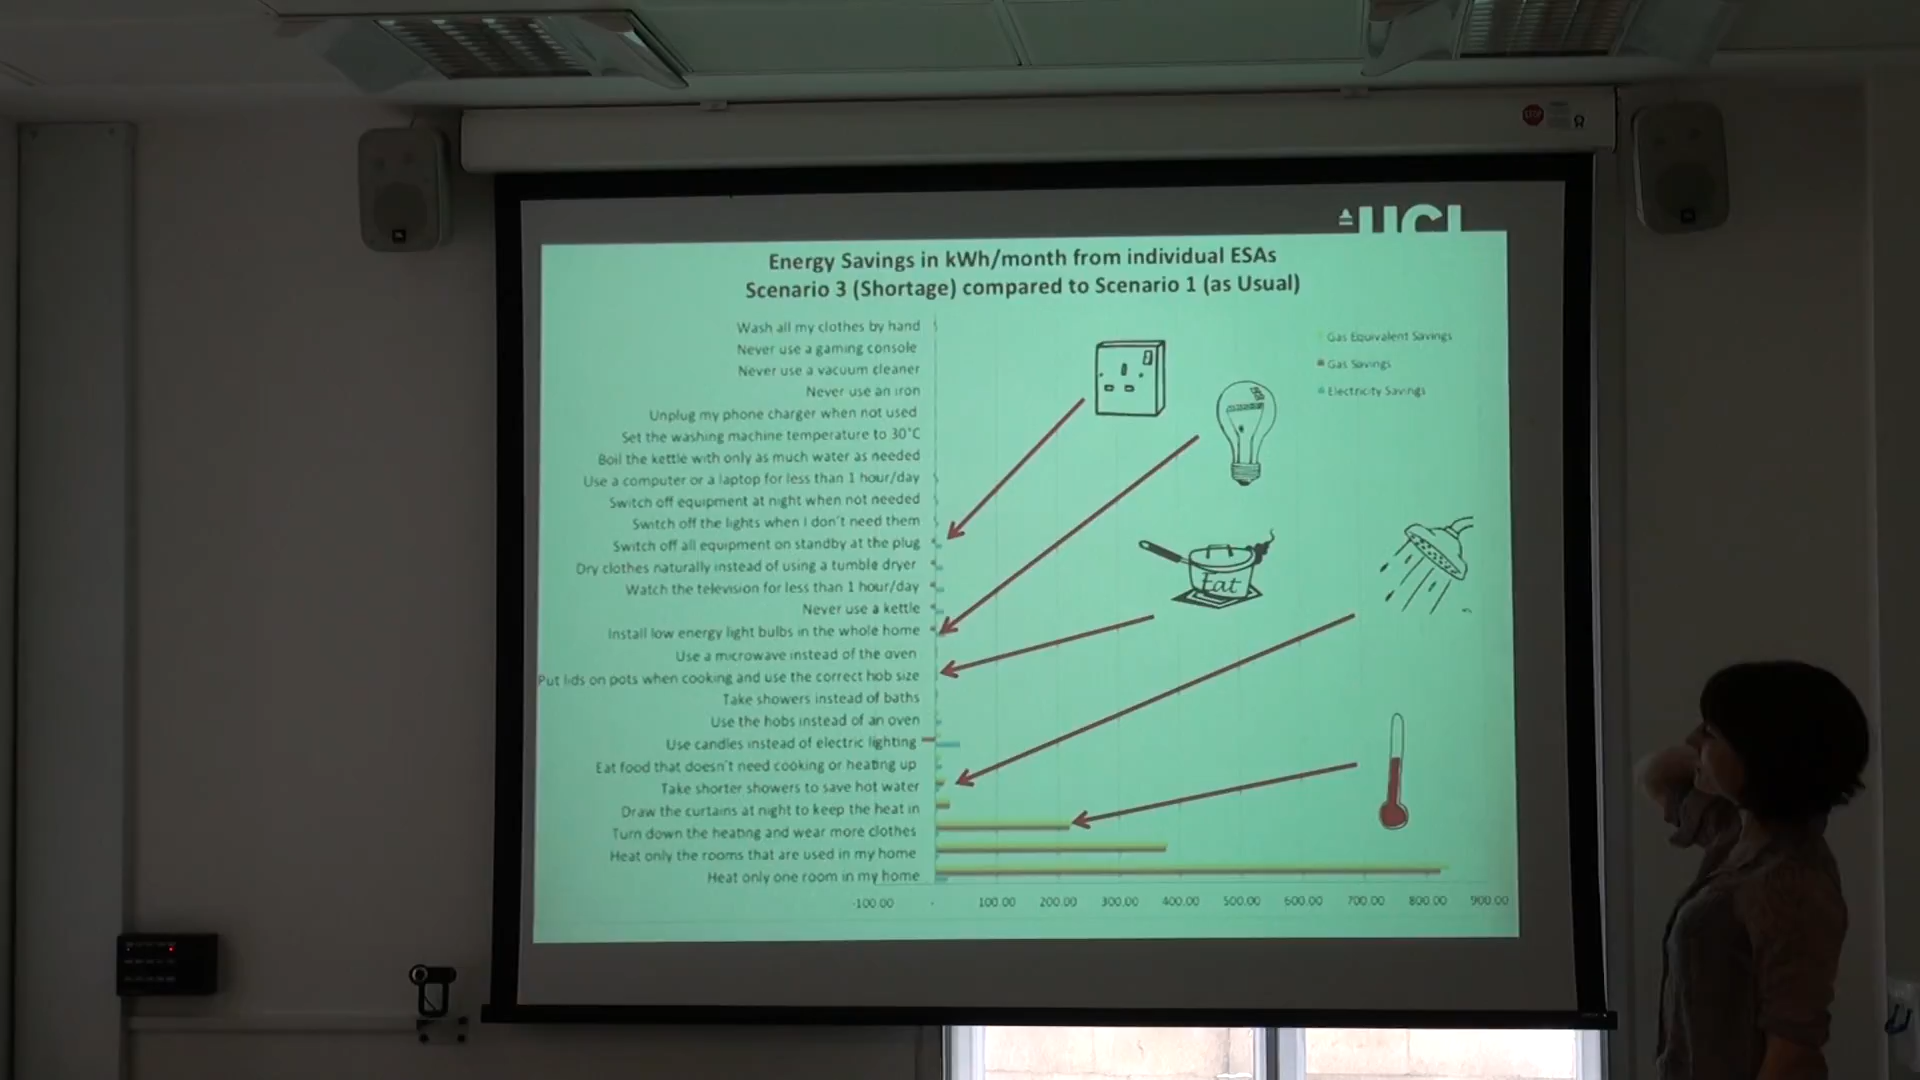 UCL
Energy Savings in kWh/month from individual ESAs
Scenario 3 (Shortage) compared to Scenario 1 (as Usual)
Wash all my clothes by hand
Never use a gaming console
Never use a vacuum cleaner
Never use an iron
Unplug my phone charger when not used
Set the washing machine temperature to 30°C
Boil the kettle with only as much water as needed
Use a computer or a laptop for less than 1 hour/day
Switch off equipment at night when not needed
Switch off the lights when I don't need them
Switch off all equipment on standby at the plug
Dry clothes naturally instead of using a tumble dryer
Watch the television for less than 1 hour/day
Never use a kettle
Install low energy light bulbs in the whole home
Use a microwave instead of the oven
Put lids on pots when cooking and use the correct hob size
Take showers instead of baths
Use the hobs instead of an oven
Use candles instead of electric lighting
Eat food that doesn't need cooking or heating up
Take shorter showers to save hot water
Draw the curtains at night to keep the heat in
Turn down the heating and wear more clothes
Heat only the rooms that are used in my home
Heat only one room in my home
-100.00 - 100.00 200.00 300.00 400.00 500.00 600.00 700.00 800.00 900.00
Gas Equivalent Savings
Gas Savings
Electricity Savings
Eat
STOP